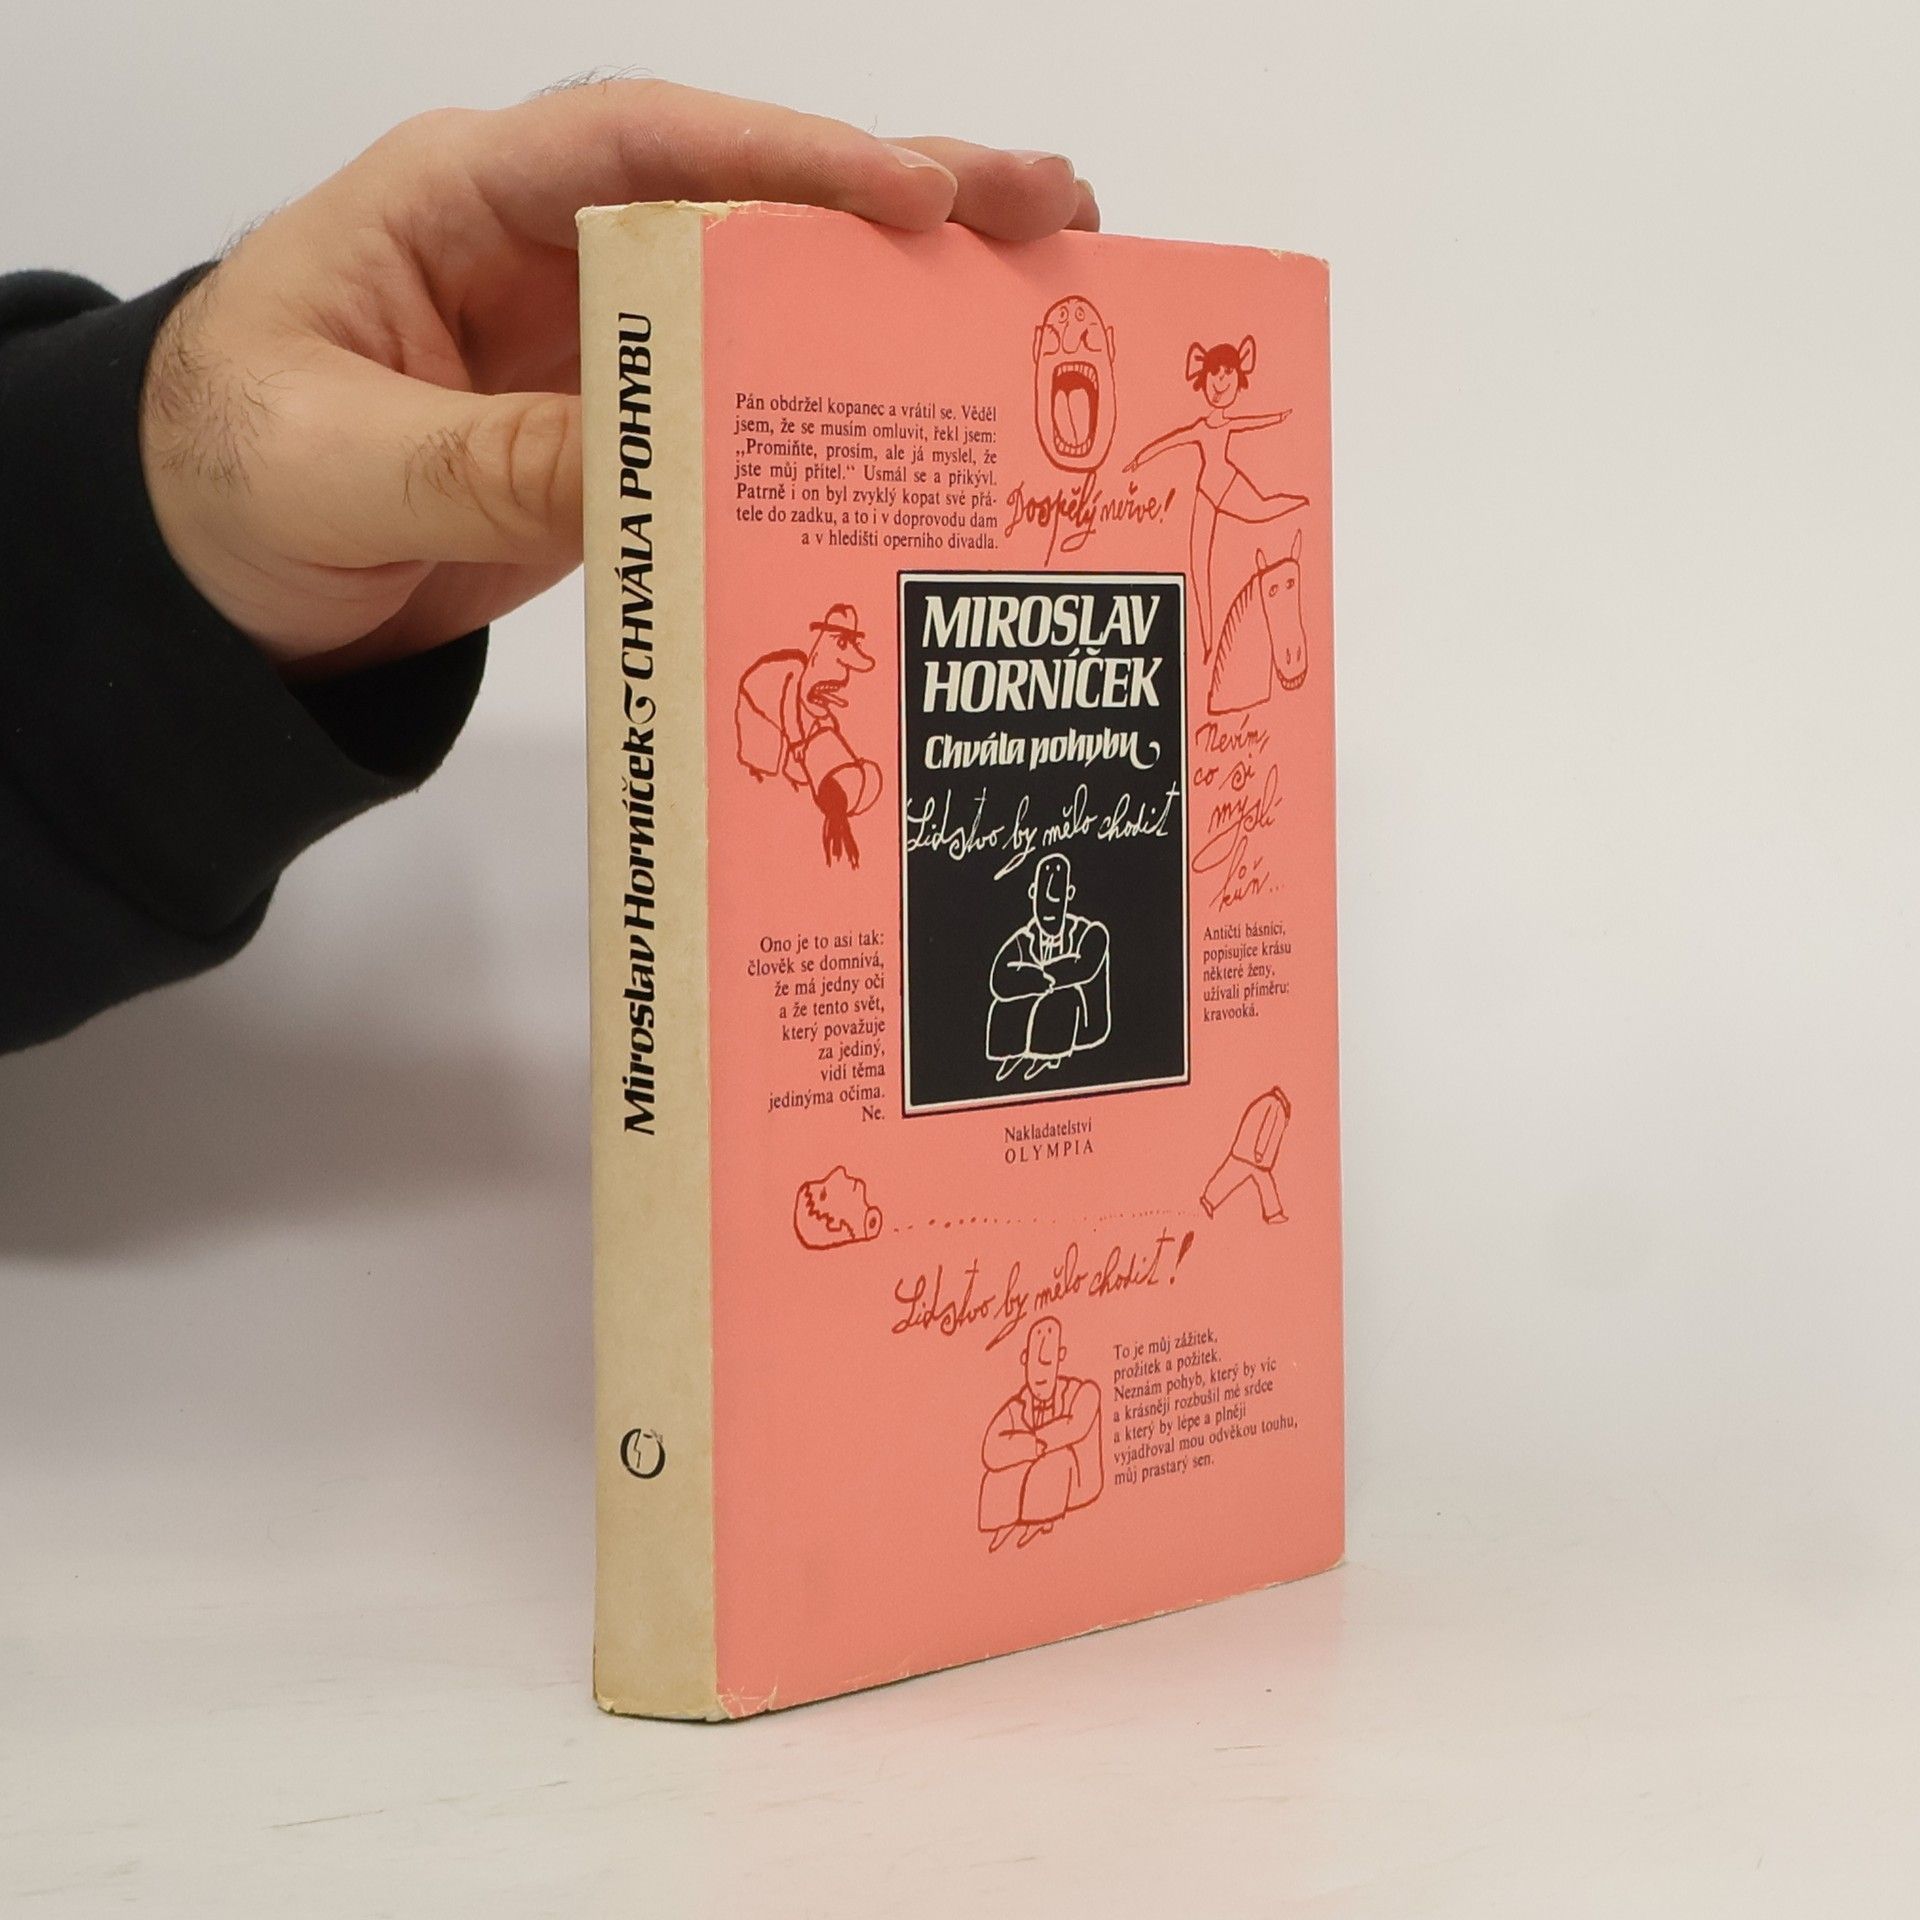 Miroslav Horníček CHVÁLA POHYBU
Pán obdržel kopanec a vrátil se. Věděl
jsem, že se musím omluvit, řekl jsem:
„Promiňte, prosím, ale já myslel, že
jste můj přítel.“ Usmál se a přikývl.
Patrně i on byl zvyklý kopat své přá-
tele do zadku, a to i v doprovodu dam
a v hledišti operního divadla.
Dospělý neřve!
MIROSLAV
HORNÍČEK
Chvála pohybu
Lidstvo by mělo chodit
Nevím,
co si
myslí
kůň...
Ono je to asi tak:
člověk se domnívá,
že má jedny oči
a že tento svět,
který považuje
za jediný,
vidí těma
jedinýma očima.
Ne.
Antičtí básníci,
popisujíce krásu
některé ženy,
užívali příměru:
kravooká.
Nakladatelství
OLYMPIA
Lidstvo by mělo chodit!
To je můj zážitek,
prožitek a požitek.
Neznám pohyb, který by víc
a krásněji rozbušil mé srdce
a který by lépe a plněji
vyjadřoval mou odvěkou touhu,
můj prastarý sen.